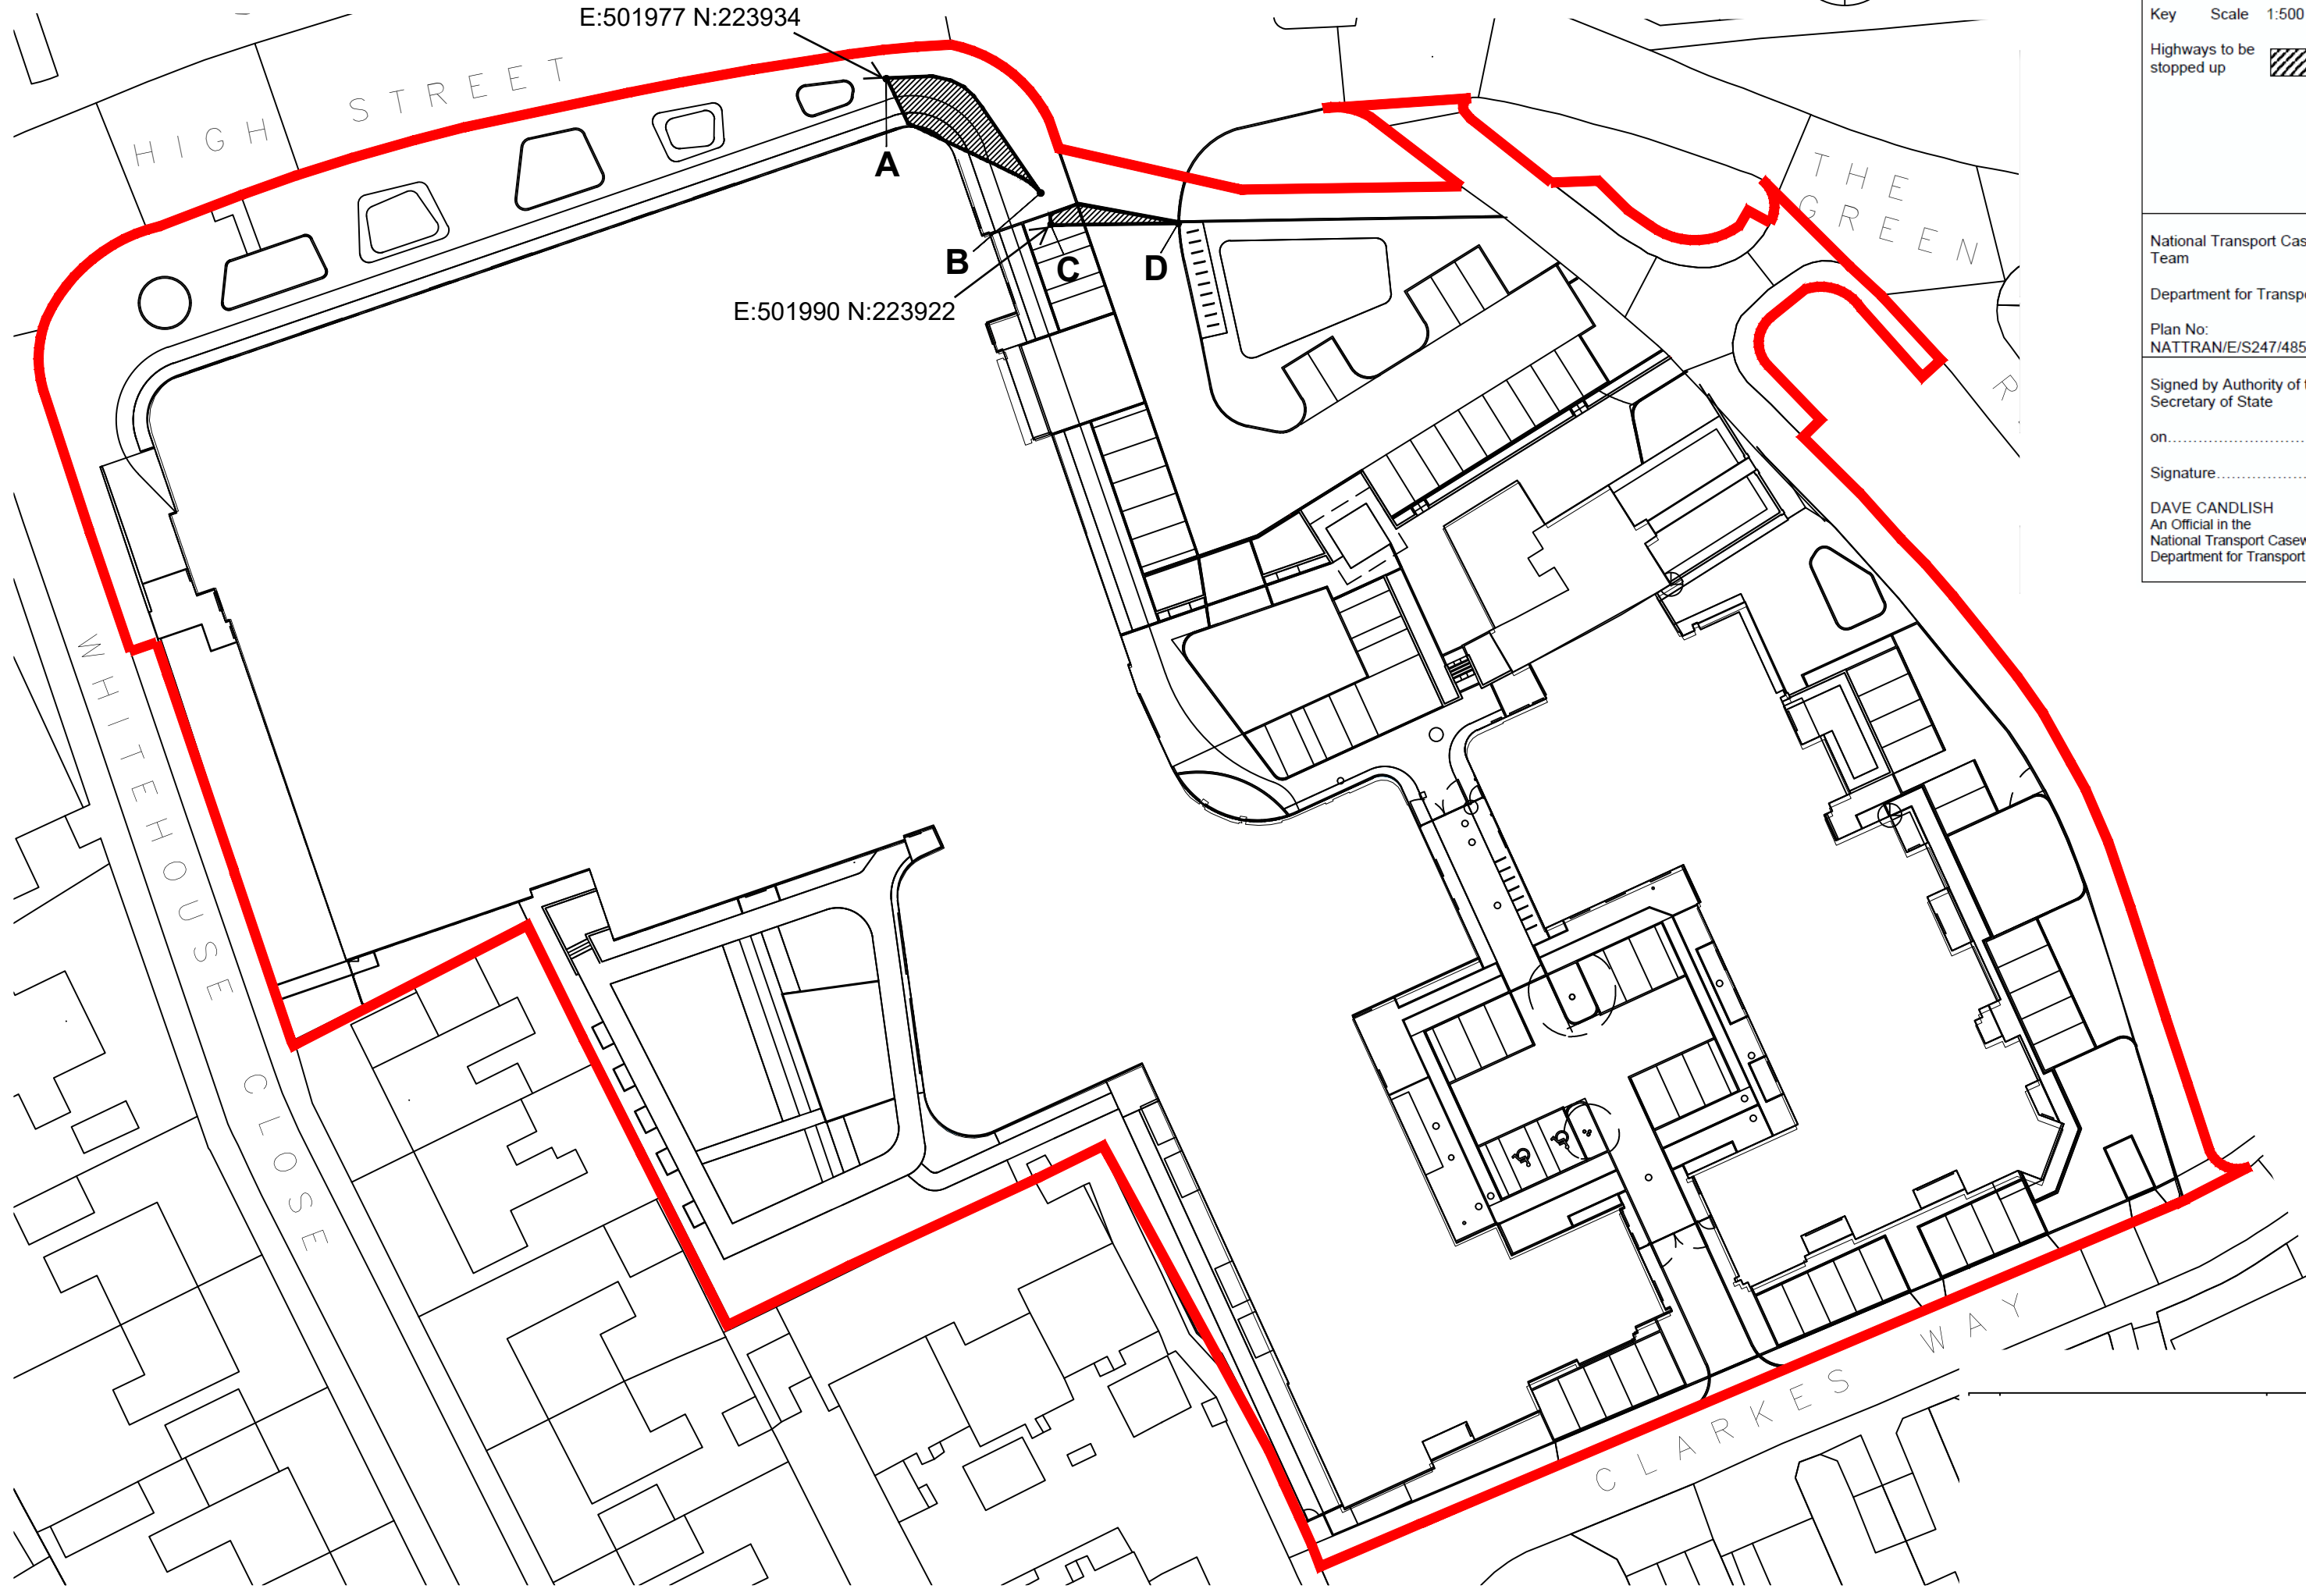 E:501977 N:223934
HIGH STREET
A
B
C
D
E:501990 N:223922
THE
GREEN
R
WHITEHOUSE CLOSE
CLARKES WAY
Key Scale 1:500
Highways to be
stopped up
National Transport Cas
Team
Department for Transpo
Plan No:
NATTRAN/E/S247/485
Signed by Authority of t
Secretary of State
on............................
Signature....................
DAVE CANDLISH
An Official in the
National Transport Casew
Department for Transport